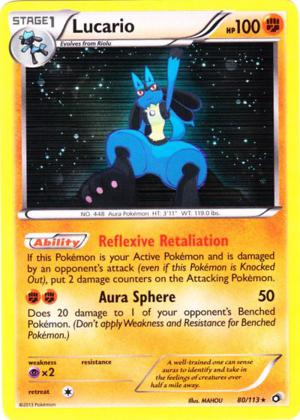 STAGE1
Lucario
HP100
Evolves from Riolu
NO. 448 Aura Pokémon HT: 3'11" WT: 119.0 lbs.
Ability Reflexive Retaliation
If this Pokémon is your Active Pokémon and is damaged
by an opponent's attack (even if this Pokémon is Knocked
Out), put 2 damage counters on the Attacking Pokémon.
Aura Sphere 50
Does 20 damage to 1 of your opponent's Benched
Pokémon. (Don't apply Weakness and Resistance for Benched
Pokémon.)
weakness
×2
resistance
retreat
A well-trained one can sense
auras to identify and take in
the feelings of creatures over
half a mile away.
©2013 Pokémon
Illus. MAHOU
80/113